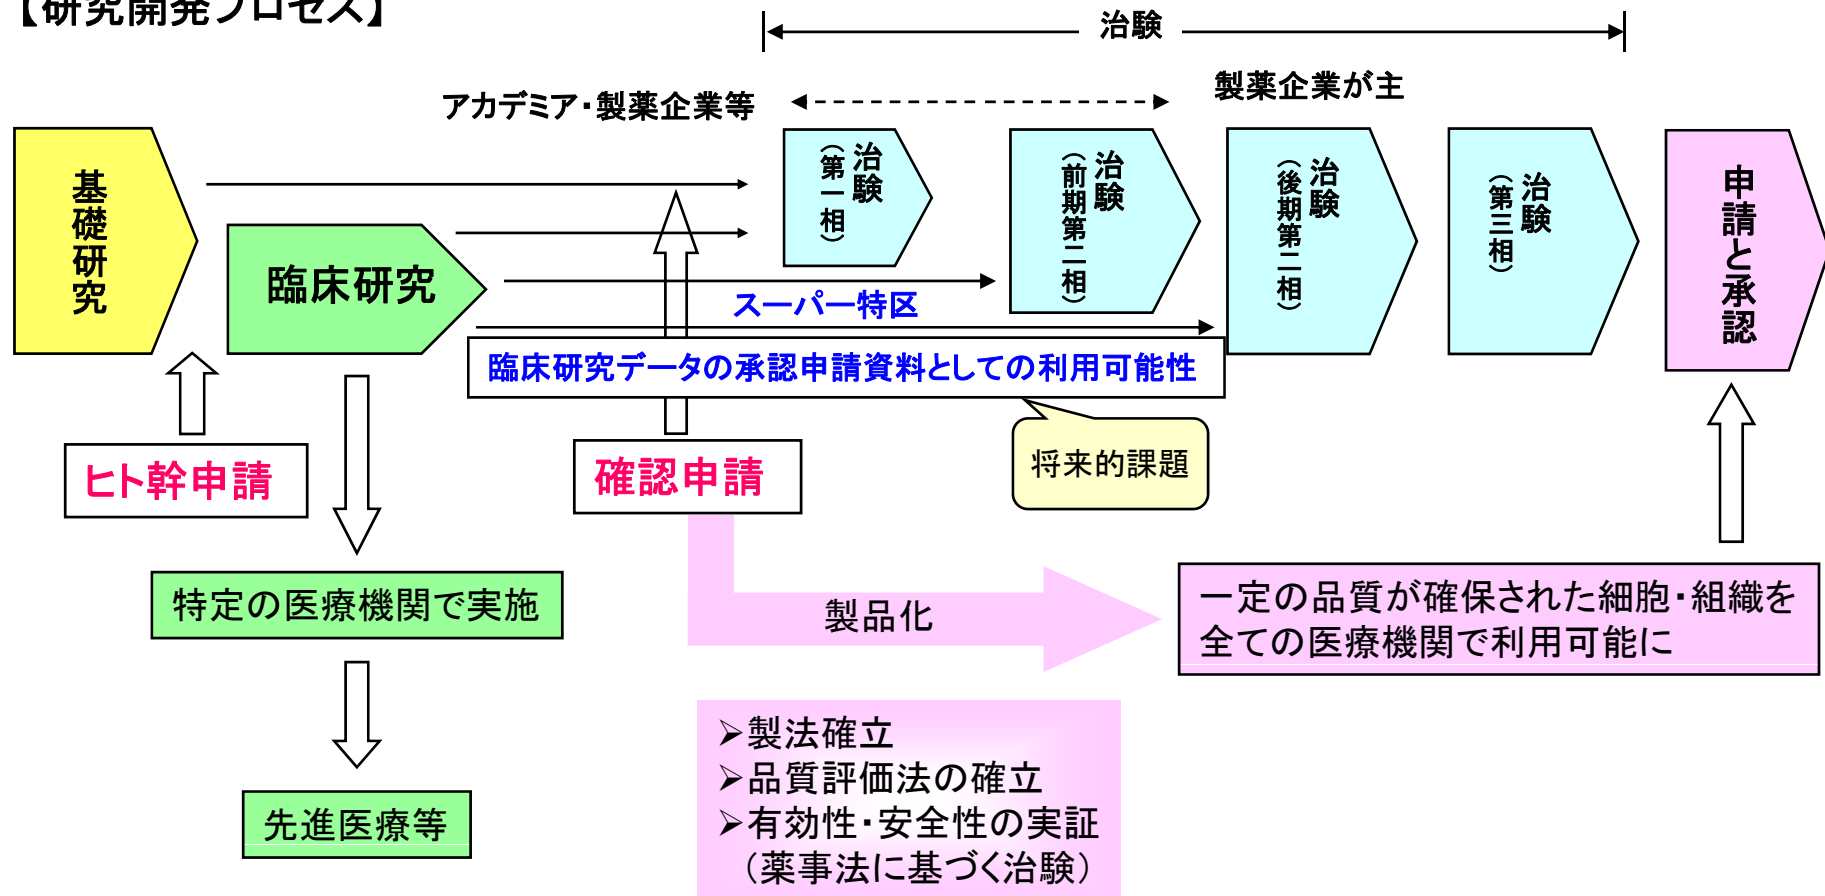 【研究開発プロセス】
治験
アカデミア・製薬企業等
製薬企業が主
基礎研究
臨床研究
治験
（第一相）
治験
（前期第二相）
治験
（後期第二相）
治験
（第三相）
申請と承認
スーパー特区
臨床研究データの承認申請資料としての利用可能性
将来的課題
ヒト幹申請
確認申請
特定の医療機関で実施
製品化
一定の品質が確保された細胞・組織を
全ての医療機関で利用可能に
先進医療等
➢製法確立
➢品質評価法の確立
➢有効性・安全性の実証
（薬事法に基づく治験）